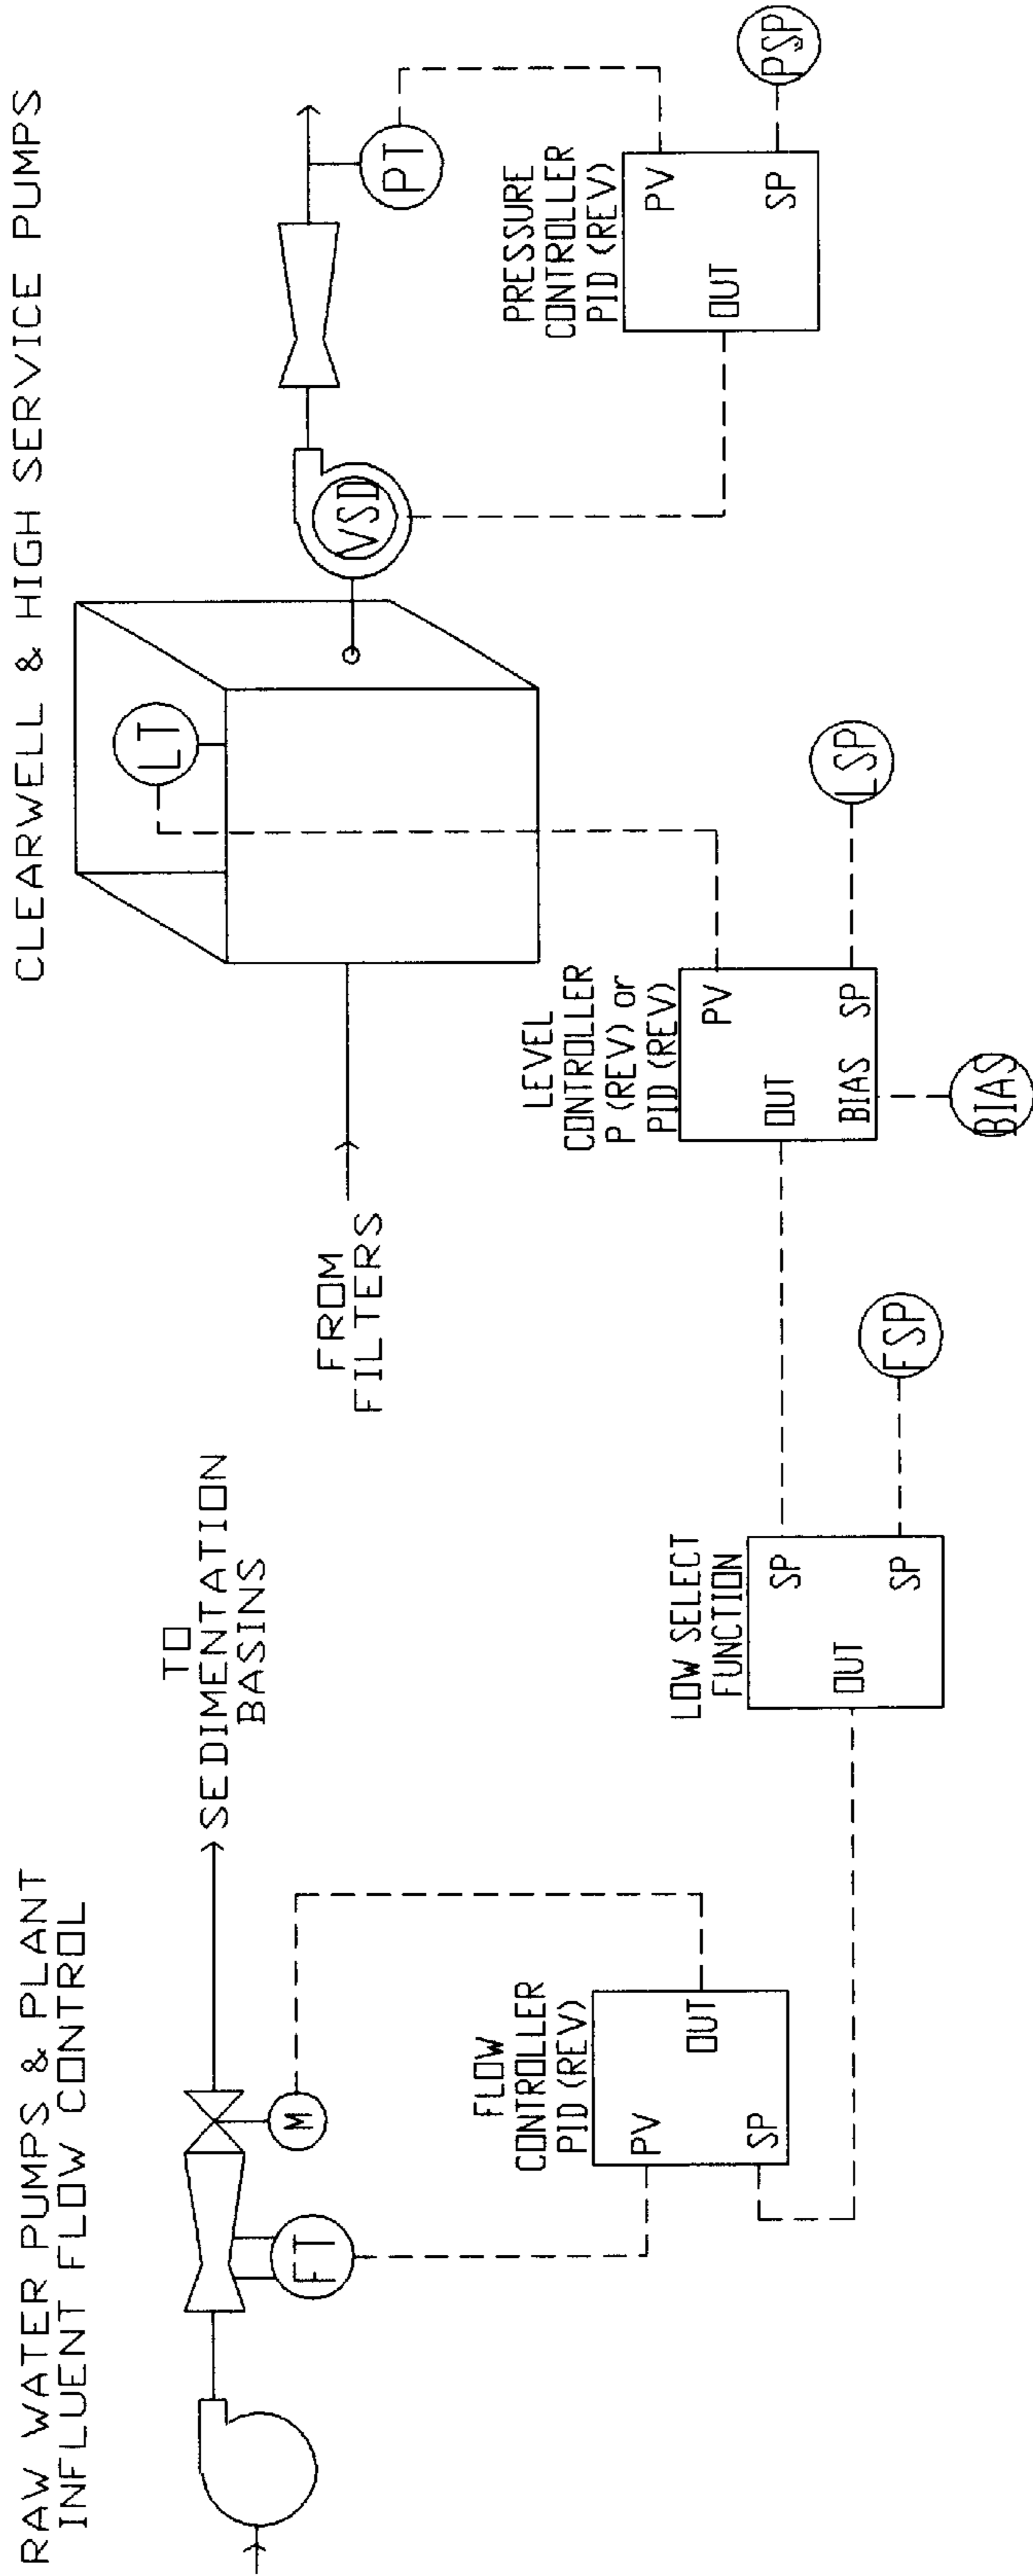 RAW WATER PUMPS & PLANT
INFLUENT FLOW CONTROL
CLEARWELL & HIGH SERVICE PUMPS
TO
SEDIMENTATION
BASINS
FT
M
FLOW
CONTROLLER
PID (REV)
PV
SP
OUT
LOW SELECT
FUNCTION
SP
SP
OUT
FSP
FROM
FILTERS
LT
LEVEL
CONTROLLER
P (REV) or
PID (REV)
PV
OUT
BIAS
SP
BIAS
LSP
VSD
PT
PRESSURE
CONTROLLER
PID (REV)
PV
OUT
SP
PSP